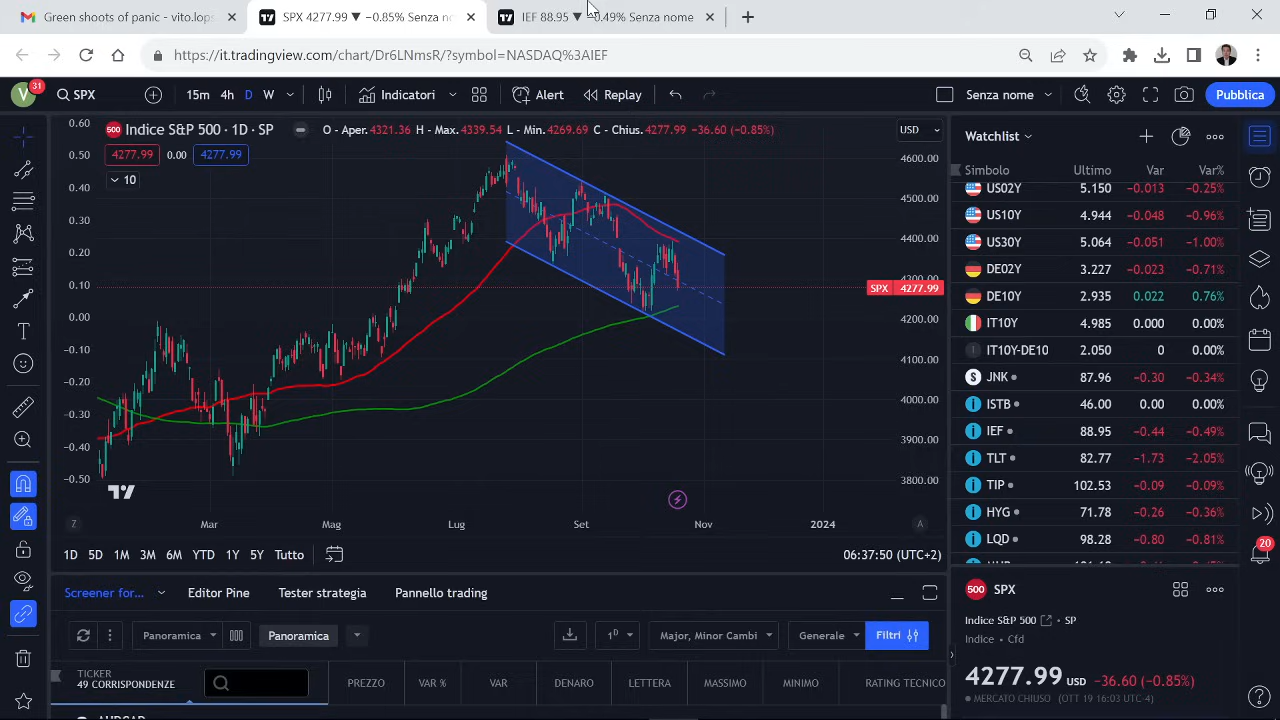 Green shoots of panic - vito.lops
SPX 4277.99 ▼ −0.85% Senza no
IEF 88.95 ▼ −0.49% Senza nome
https://it.tradingview.com/chart/Dr6LNmsR/?symbol=NASDAQ%3AIEF
V 31 SPX 15m 4h D W Indicatori Alert Replay Senza nome Pubblica
Indice S&P 500 · 1D · SP O - Aper. 4321.36 H - Max. 4339.54 L - Min. 4269.69 C - Chius. 4277.99 −36.60 (−0.85%)
4277.99 0.00 4277.99
10
0.60
0.50
0.40
0.30
0.20
0.10
0.00
−0.10
−0.20
−0.30
−0.40
−0.50
USD
4600.00
4500.00
4400.00
4300.00
SPX 4277.99
4200.00
4100.00
4000.00
3900.00
3800.00
Z Mar Mag Lug Set Nov 2024 A
1D 5D 1M 3M 6M YTD 1Y 5Y Tutto 06:37:50 (UTC+2)
Screener for... Editor Pine Tester strategia Pannello trading
Panoramica Panoramica 1D Major, Minor Cambi Generale Filtri
TICKER
49 CORRISPONDENZE
PREZZO VAR % VAR DENARO LETTERA MASSIMO MINIMO RATING TECNICO
Watchlist
Simbolo Ultimo Var Var%
US02Y 5.150 −0.013 −0.25%
US10Y 4.944 −0.048 −0.96%
US30Y 5.064 −0.051 −1.00%
DE02Y 3.227 −0.023 −0.71%
DE10Y 2.935 0.022 0.76%
IT10Y 4.985 0.000 0.00%
IT10Y-DE10 2.050 0 0.00%
JNK 87.96 −0.30 −0.34%
ISTB 46.00 0.00 0.00%
IEF 88.95 −0.44 −0.49%
TLT 82.77 −1.73 −2.05%
TIP 102.53 −0.09 −0.09%
HYG 71.78 −0.26 −0.36%
LQD 98.28 −0.80 −0.81%
500 SPX
Indice S&P 500 · SP
Indice · Cfd
4277.99 −36.60 (−0.85%)
MERCATO CHIUSO (OTT 19 16:03 UTC-4)
20